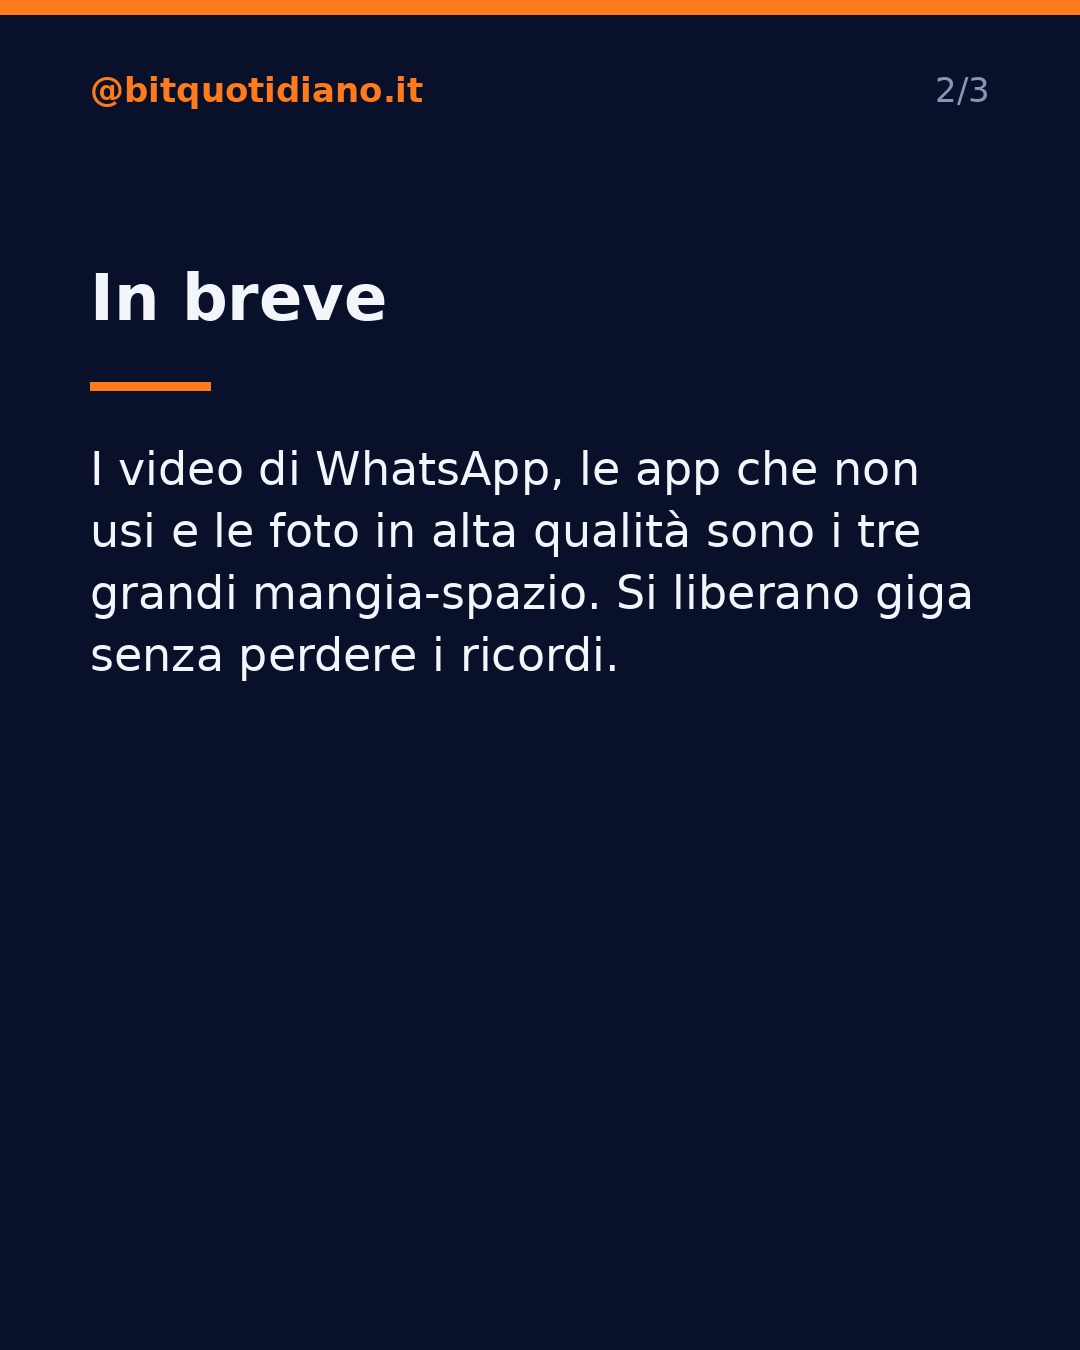 @bitquotidiano.it
2/3
In breve
I video di WhatsApp, le app che non
usi e le foto in alta qualità sono i tre
grandi mangia-spazio. Si liberano giga
senza perdere i ricordi.